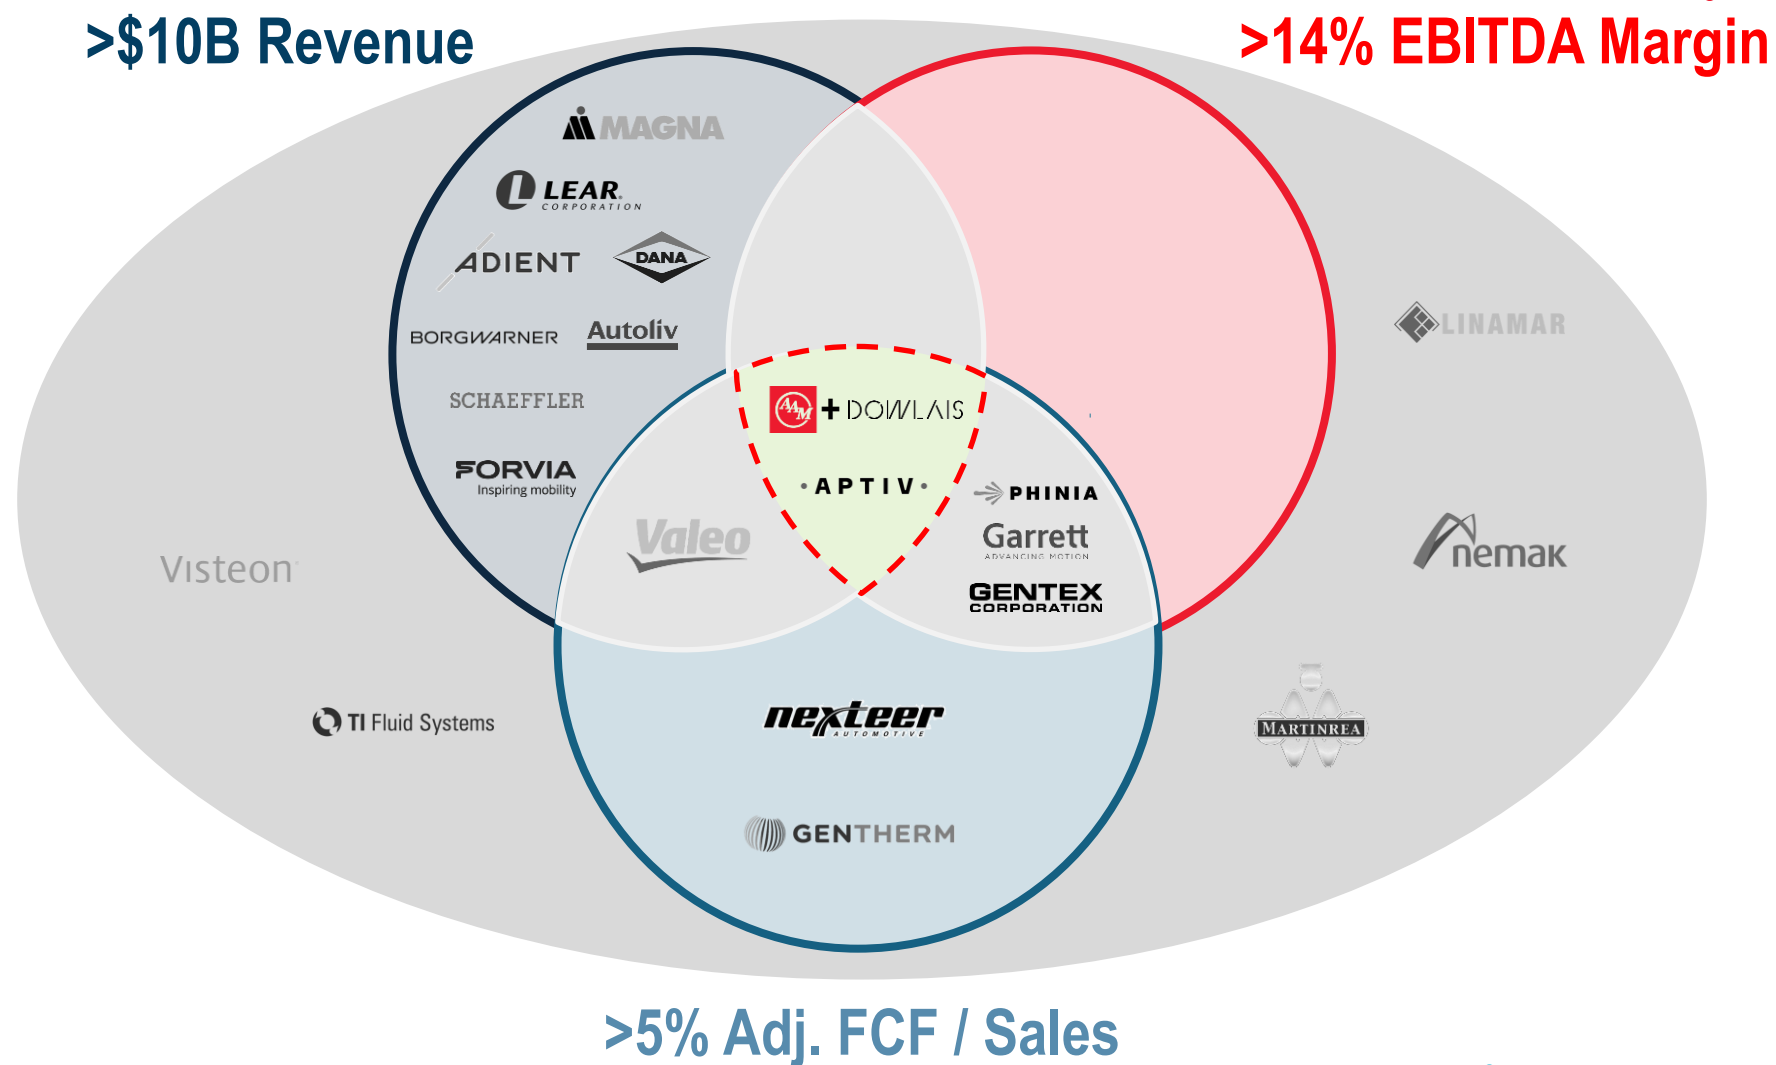 >$10B Revenue
>14% EBITDA Margin
MAGNA
LEAR
CORPORATION
ADIENT
DANA
BORGWARNER
Autoliv
SCHAEFFLER
FORVIA
Inspiring mobility
AAM + DOWLAIS
· APTIV ·
PHINIA
Garrett
ADVANCING MOTION
GENTEX
CORPORATION
Valeo
LINAMAR
nemak
Visteon
TI Fluid Systems
MARTINREA
nexteer
AUTOMOTIVE
GENTHERM
>5% Adj. FCF / Sales